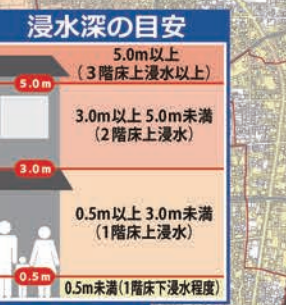 浸水深の目安
5.0m以上
(3階床上浸水以上)
5.0m
3.0m以上 5.0m未満
(2階床上浸水)
3.0m
0.5m以上 3.0m未満
(1階床上浸水)
0.5m
0.5m未満(1階床下浸水程度)